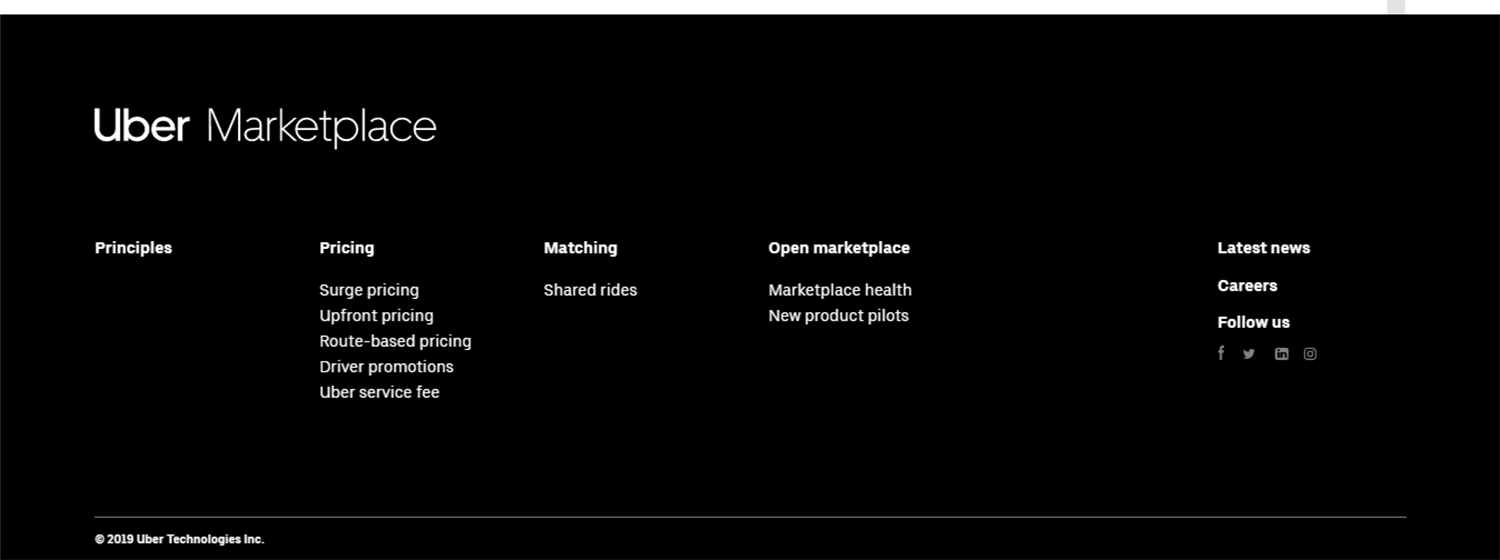 Uber Marketplace
Principles
Pricing
Surge pricing
Upfront pricing
Route-based pricing
Driver promotions
Uber service fee
Matching
Shared rides
Open marketplace
Marketplace health
New product pilots
Latest news
Careers
Follow us
© 2019 Uber Technologies Inc.